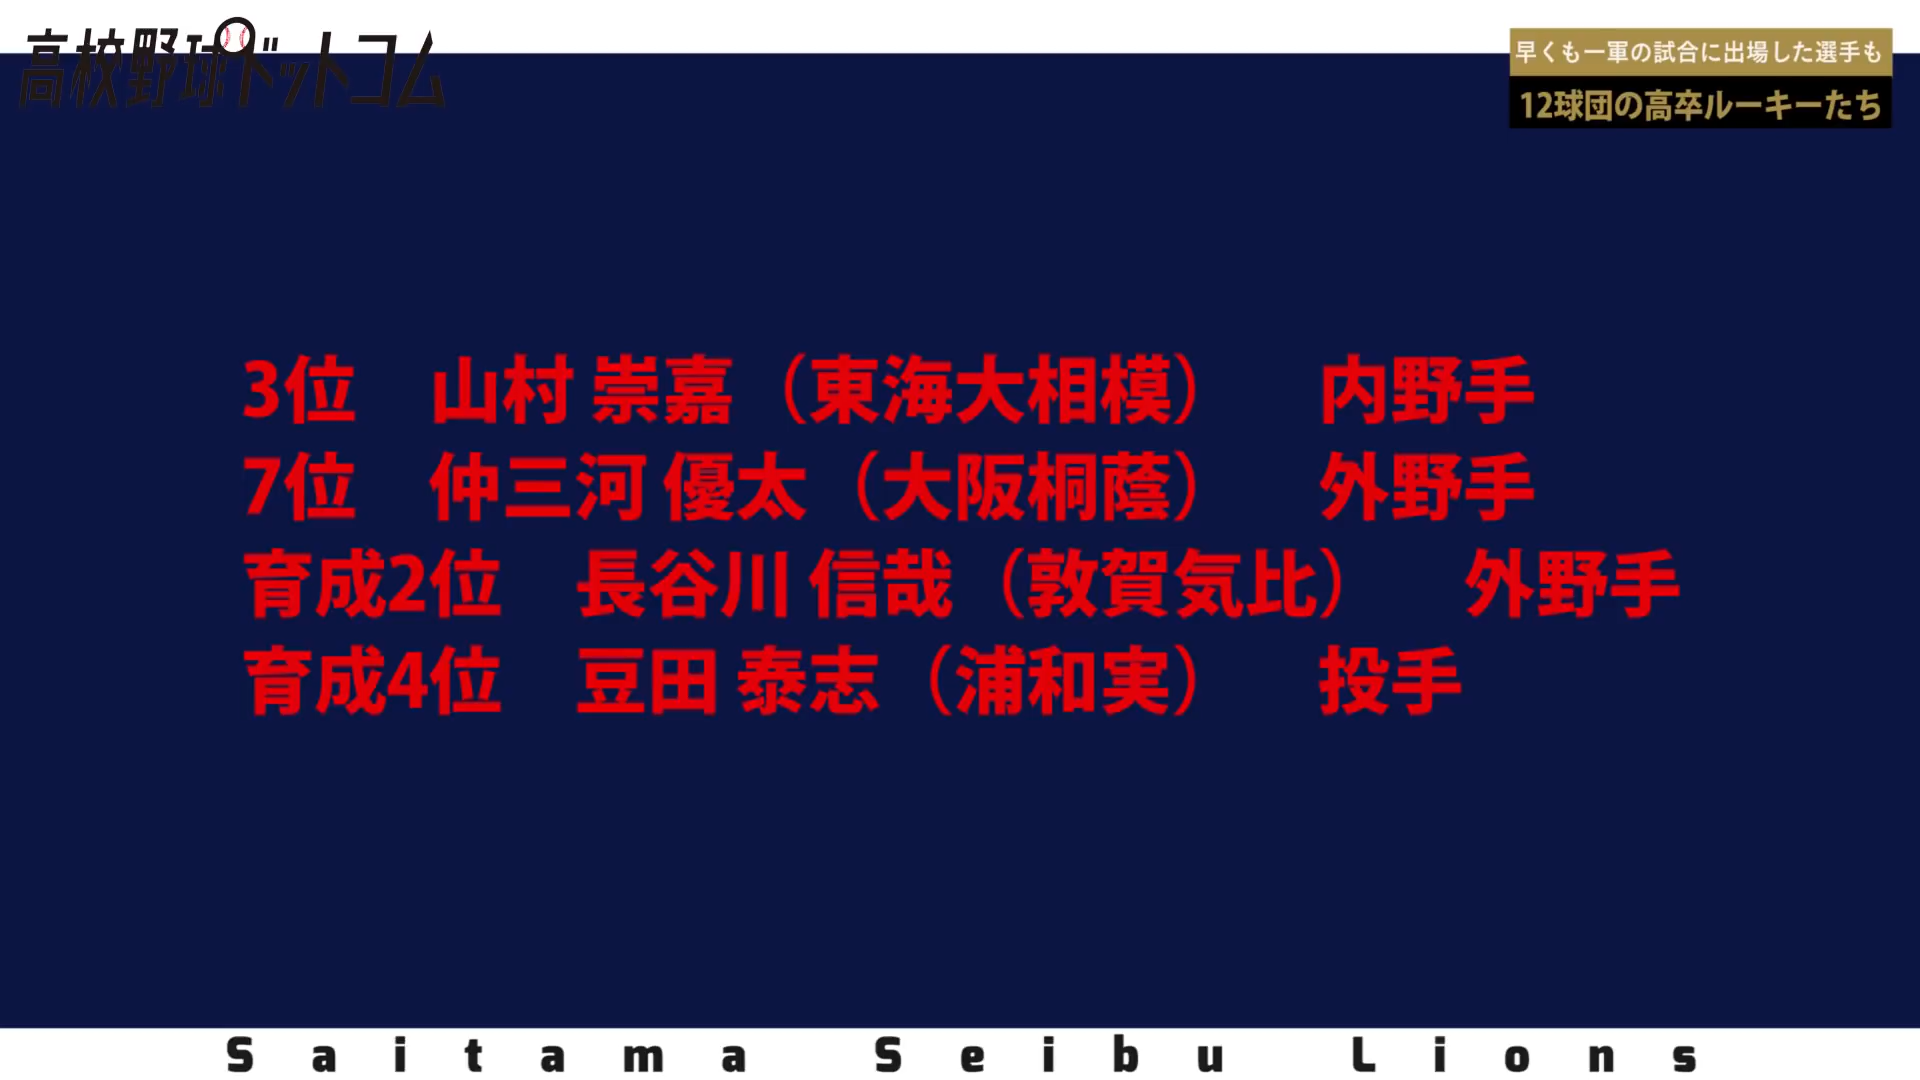 高校野球ドットコム
早くも一軍の試合に出場した選手も
12球団の高卒ルーキーたち
3位 山村 崇嘉（東海大相模） 内野手
7位 仲三河 優太（大阪桐蔭） 外野手
育成2位 長谷川 信哉（敦賀気比） 外野手
育成4位 豆田 泰志（浦和実） 投手
Saitama Seibu Lions